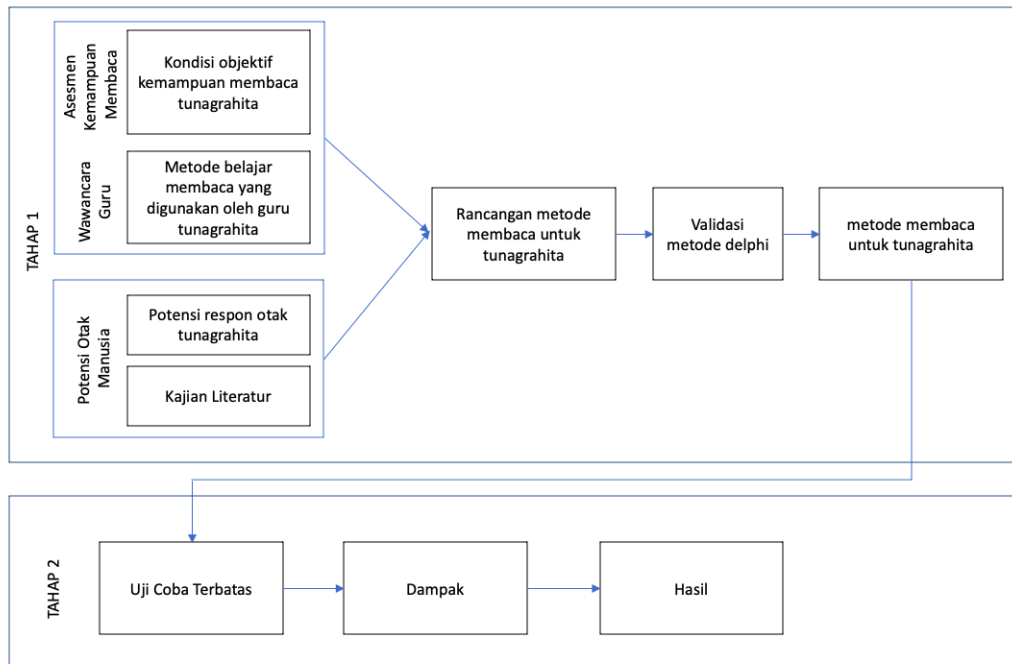 TAHAP 1
Asesmen
Kemampuan
Membaca
Kondisi objektif
kemampuan membaca
tunagrahita
Wawancara
Guru
Metode belajar
membaca yang
digunakan oleh guru
tunagrahita
Potensi Otak
Manusia
Potensi respon otak
tunagrahita
Kajian Literatur
Rancangan metode
membaca untuk
tunagrahita
Validasi
metode delphi
metode membaca
untuk tunagrahita
TAHAP 2
Uji Coba Terbatas
Dampak
Hasil